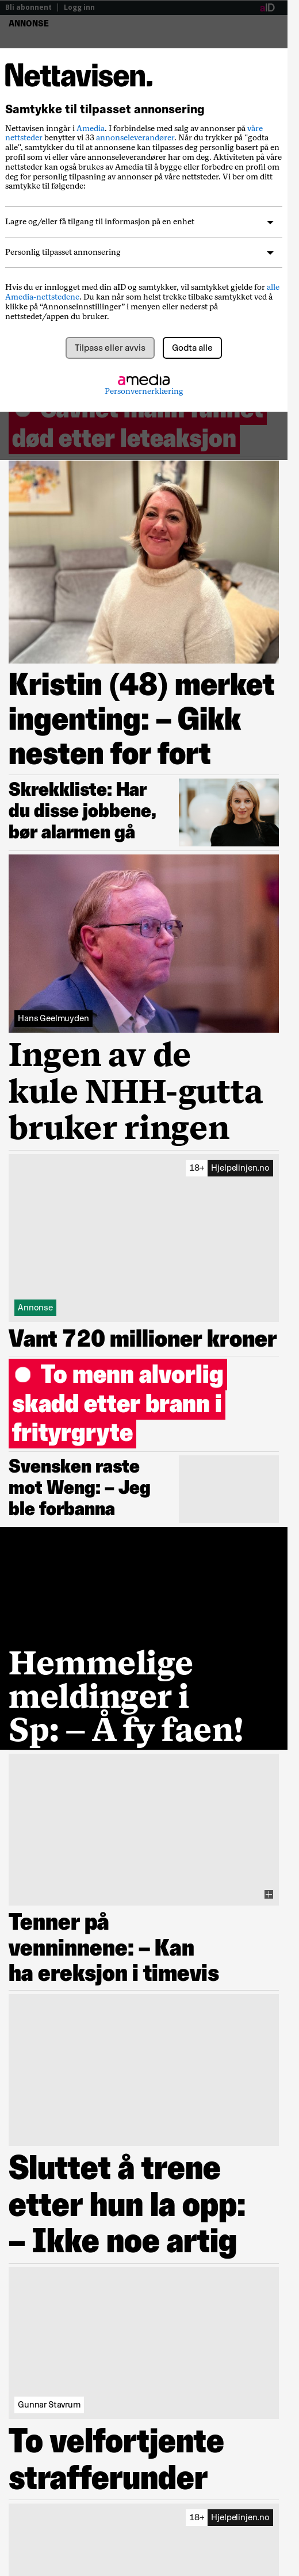 Bli abonnent | Logg inn
aID
ANNONSE
Nettavisen.
Samtykke til tilpasset annonsering
Nettavisen inngår i Amedia. I forbindelse med salg av annonser på våre
nettsteder benytter vi 33 annonseleverandører. Når du trykker på "godta
alle", samtykker du til at annonsene kan tilpasses deg personlig basert på en
profil som vi eller våre annonseleverandører har om deg. Aktiviteten på våre
nettsteder kan også brukes av Amedia til å bygge eller forbedre en profil om
deg for personlig tilpasning av annonser på våre nettsteder. Vi ber om ditt
samtykke til følgende:
Lagre og/eller få tilgang til informasjon på en enhet
Personlig tilpasset annonsering
Hvis du er innlogget med din aID og samtykker, vil samtykket gjelde for alle
Amedia-nettstedene. Du kan når som helst trekke tilbake samtykket ved å
klikke på “Annonseinnstillinger” i menyen eller nederst på
nettstedet/appen du bruker.
Tilpass eller avvis
Godta alle
amedia
Personvernerklæring
død etter leteaksjon
Kristin (48) merket
ingenting: – Gikk
nesten for fort
Skrekkliste: Har
du disse jobbene,
bør alarmen gå
Hans Geelmuyden
Ingen av de
kule NHH-gutta
bruker ringen
18+ Hjelpelinjen.no
Annonse
Vant 720 millioner kroner
To menn alvorlig
skadd etter brann i
frityrgryte
Svensken raste
mot Weng: – Jeg
ble forbanna
Hemmelige
meldinger i
Sp: – Å fy faen!
Tenner på
venninnene: – Kan
ha ereksjon i timevis
Sluttet å trene
etter hun la opp:
– Ikke noe artig
Gunnar Stavrum
To velfortjente
strafferunder
18+ Hjelpelinjen.no